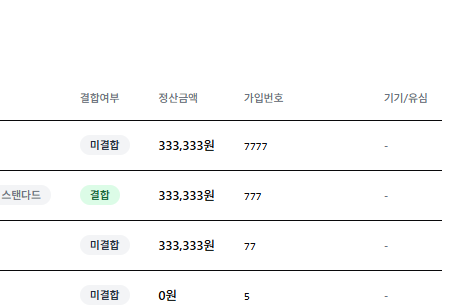 결합여부 정산금액 가입번호 기기/유심
미결합 333,333원 7777 -
스탠다드 결합 333,333원 777 -
미결합 333,333원 77 -
미결합 0원 5 -